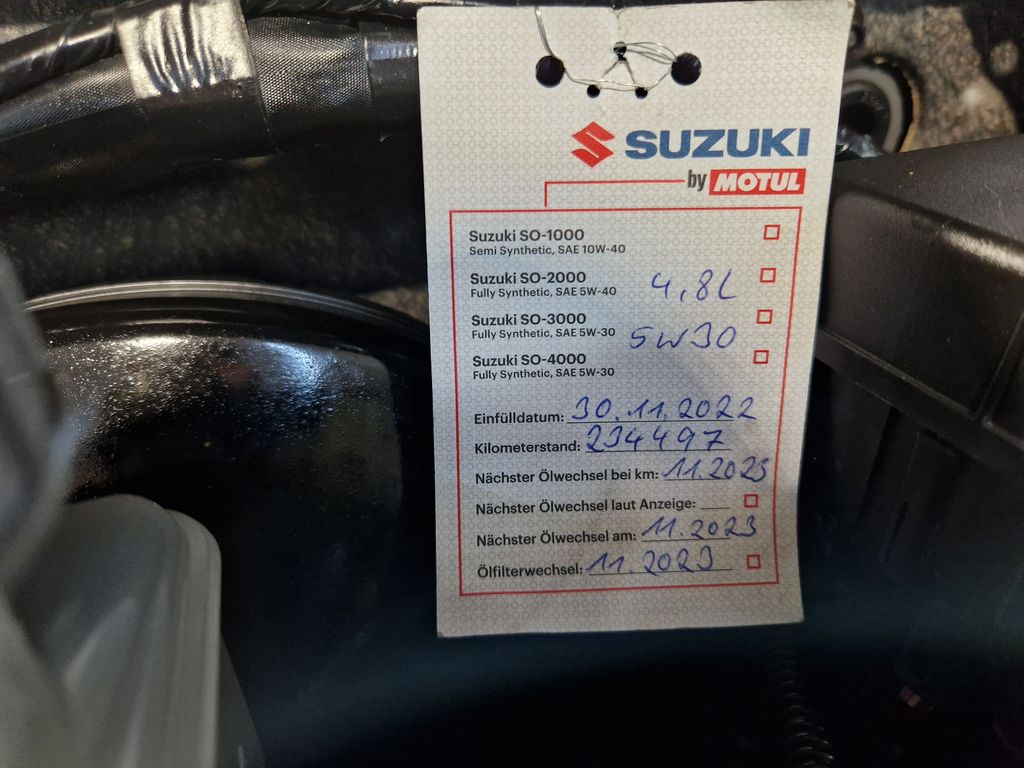 SUZUKI
by MOTUL
Suzuki SO-1000
Semi Synthetic, SAE 10W-40
Suzuki SO-2000
Fully Synthetic, SAE 5W-40
4,8L
Suzuki SO-3000
Fully Synthetic, SAE 5W-30
5W30
Suzuki SO-4000
Fully Synthetic, SAE 5W-30
Einfülldatum: 30.11.2022
Kilometerstand: 234497
Nächster Ölwechsel bei km: 11.2023
Nächster Ölwechsel laut Anzeige:
Nächster Ölwechsel am: 11.2023
Ölfilterwechsel: 11.2023